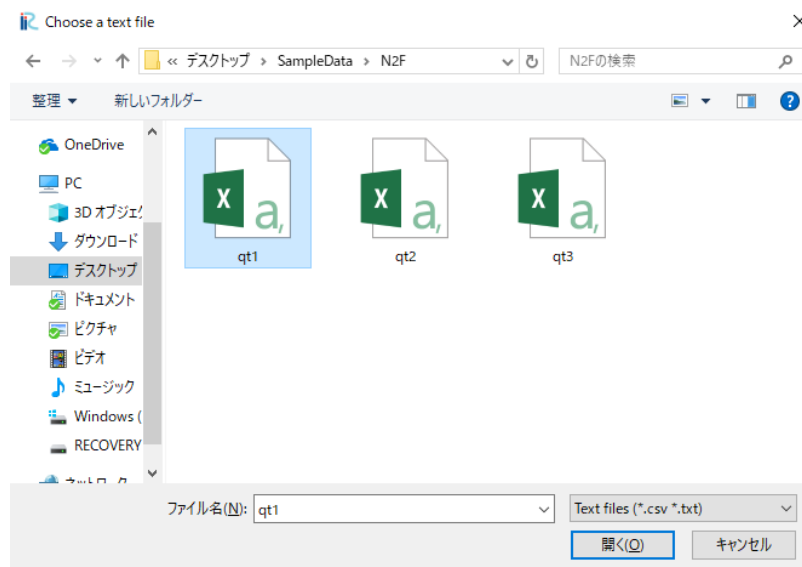 iRC Choose a text file
« デスクトップ › SampleData › N2F
N2Fの検索
整理
新しいフォルダー
OneDrive
PC
3D オブジェク
ダウンロード
デスクトップ
ドキュメント
ピクチャ
ビデオ
ミュージック
Windows (
RECOVERY
X a,
X a,
X a,
qt1
qt2
qt3
ファイル名(N): qt1
Text files (*.csv *.txt)
開く(O)
キャンセル